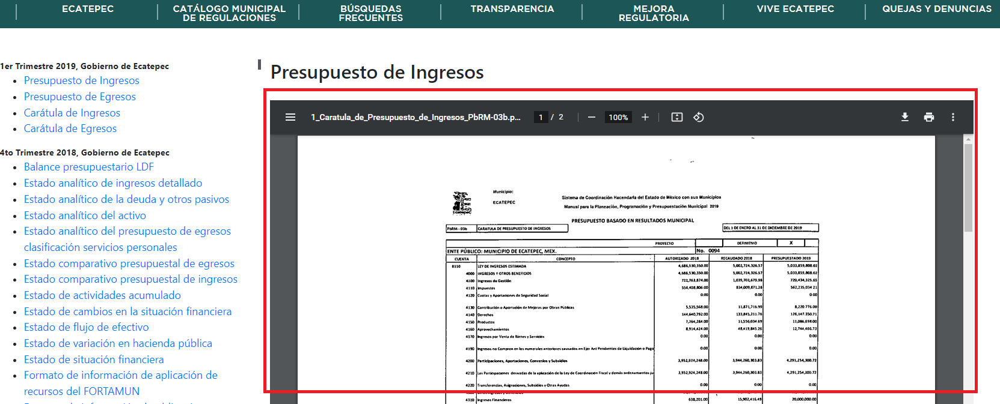 ECATEPEC
CATÁLOGO MUNICIPAL
DE REGULACIONES
BÚSQUEDAS
FRECUENTES
TRANSPARENCIA
MEJORA
REGULATORIA
VIVE ECATEPEC
QUEJAS Y DENUNCIAS
1er Trimestre 2019, Gobierno de Ecatepec
Presupuesto de Ingresos
Presupuesto de Egresos
Carátula de Ingresos
Carátula de Egresos
4to Trimestre 2018, Gobierno de Ecatepec
Balance presupuestario LDF
Estado analítico de ingresos detallado
Estado analítico de la deuda y otros pasivos
Estado analítico del activo
Estado analítico del presupuesto de egresos
clasificación servicios personales
Estado comparativo presupuestal de egresos
Estado comparativo presupuestal de ingresos
Estado de actividades acumulado
Estado de cambios en la situación financiera
Estado de flujo de efectivo
Estado de variación en hacienda pública
Estado de situación financiera
Formato de información de aplicación de
recursos del FORTAMUN
Presupuesto de Ingresos
1_Caratula_de_Presupuesto_de_Ingresos_PbRM-03b.p... 1 / 2 100%
Ecatepec
Municipio:
ECATEPEC
Sistema de Coordinación Hacendaria del Estado de México con sus Municipios
Manual para la Planeación, Programación y Presupuestación Municipal 2019
PRESUPUESTO BASADO EN RESULTADOS MUNICIPAL
PbRM - 03b CARATULA DE PRESUPUESTO DE INGRESOS DEL 1 DE ENERO AL 31 DE DICIEMBRE DE 2019
PROYECTO DEFINITIVO X
ENTE PÚBLICO: MUNICIPIO DE ECATEPEC, MEX. No. 0094
CUENTA CONCEPTO AUTORIZADO 2018 RECAUDADO 2018 PRESUPUESTADO 2019
8110 LEY DE INGRESOS ESTIMADA 4,686,530,350.00 5,002,724,326.57 5,033,859,808.02
4000 INGRESOS Y OTROS BENEFICIOS 4,686,530,350.00 5,002,724,326.57 5,033,859,808.02
4100 Ingresos de Gestión 722,763,874.00 1,039,702,679.98 720,434,325.65
4110 Impuestos 556,408,806.00 834,009,871.28 562,235,034 21
4120 Cuotas y Aportaciones de Seguridad Social 0.00 0.00 0.00
4130 Contribución o Aportación de Mejoras por Obras Públicas 5,535,568.00 11,871,716.99 8,220 776.00
4140 Derechos 144,640,792.00 133,845,211.76 126,147,350.71
4150 Productos 7,264,284.00 11,556,034.69 11,086,698.00
4160 Aprovechamientos 8,914,424.00 48,419,845.26 12,744,466.73
4170 Ingresos por Venta de Bienes y Servicios 0.00 0.00 0.00
4190 Ingresos no Compren en los numerales anteriores causados en Ejer Ant Pendientes de Liquidación o Pago 0.00 0.00 0.00
4200 Participaciones, Aportaciones, Convenios y Subsidios 3,952,924,248.00 3,944,260,303.83 4,291,254,300.72
4210 Las Participaciones derivadas de la aplicación de la Ley de Coordinación Fiscal y demás ordenamientos ju 3,952,924,248.00 3,944,260,303.83 4,291,254,300.72
4220 Transferencias, Asignaciones, Subsidios y Otras Ayudas 0.00 0.00 0.00
4310 Ingresos Financieros 638,201.00 15,902,416.49 20,000,000.00